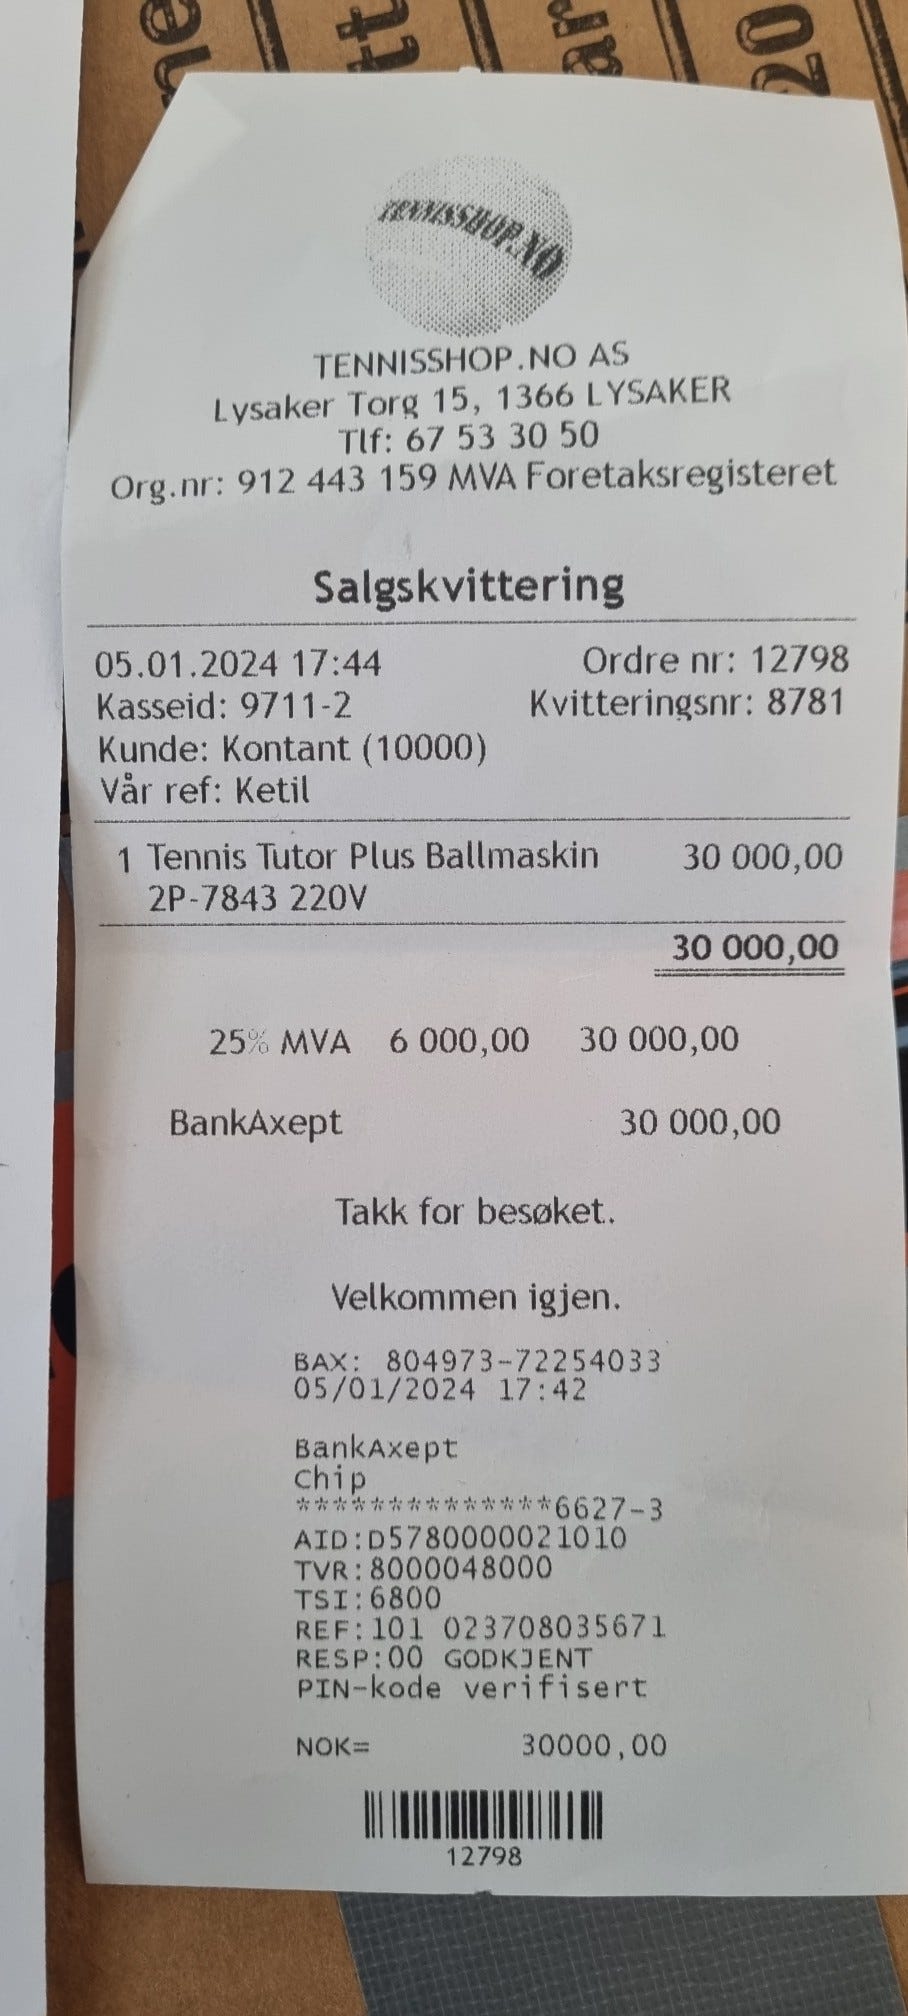 TENNISSHOP.NO
TENNISSHOP.NO AS
Lysaker Torg 15, 1366 LYSAKER
Tlf: 67 53 30 50
Org.nr: 912 443 159 MVA Foretaksregisteret
Salgskvittering
05.01.2024 17:44 Ordre nr: 12798
Kasseid: 9711-2 Kvitteringsnr: 8781
Kunde: Kontant (10000)
Vår ref: Ketil
1 Tennis Tutor Plus Ballmaskin 30 000,00
2P-7843 220V
30 000,00
25% MVA 6 000,00 30 000,00
BankAxept 30 000,00
Takk for besøket.
Velkommen igjen.
BAX: 804973-72254033
05/01/2024 17:42
BankAxept
Chip
**************6627-3
AID:D5780000021010
TVR:8000048000
TSI:6800
REF:101 023708035671
RESP:00 GODKJENT
PIN-kode verifisert
NOK= 30000,00
12798